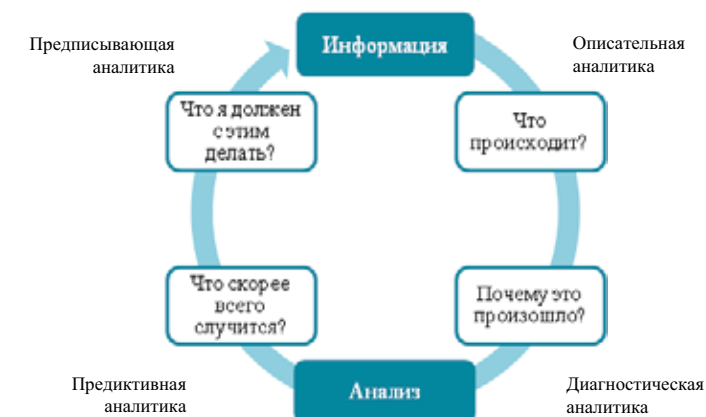 Предписывающая
аналитика
Информация
Описательная
аналитика
Что я должен
с этим
делать?
Что
происходит?
Что скорее
всего
случится?
Почему это
произошло?
Предиктивная
аналитика
Анализ
Диагностическая
аналитика